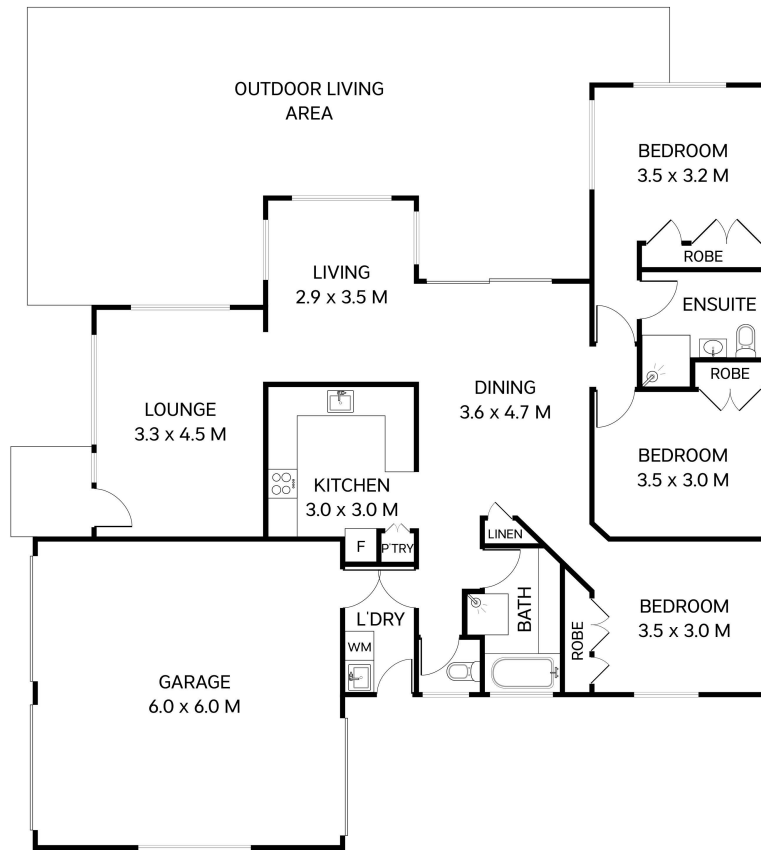 OUTDOOR LIVING
AREA
BEDROOM
3.5 x 3.2 M
ROBE
LIVING
2.9 x 3.5 M
ENSUITE
ROBE
DINING
3.6 x 4.7 M
LOUNGE
3.3 x 4.5 M
BEDROOM
3.5 x 3.0 M
KITCHEN
3.0 x 3.0 M
LINEN
F
P'TRY
BATH
BEDROOM
3.5 x 3.0 M
ROBE
L'DRY
WM
GARAGE
6.0 x 6.0 M